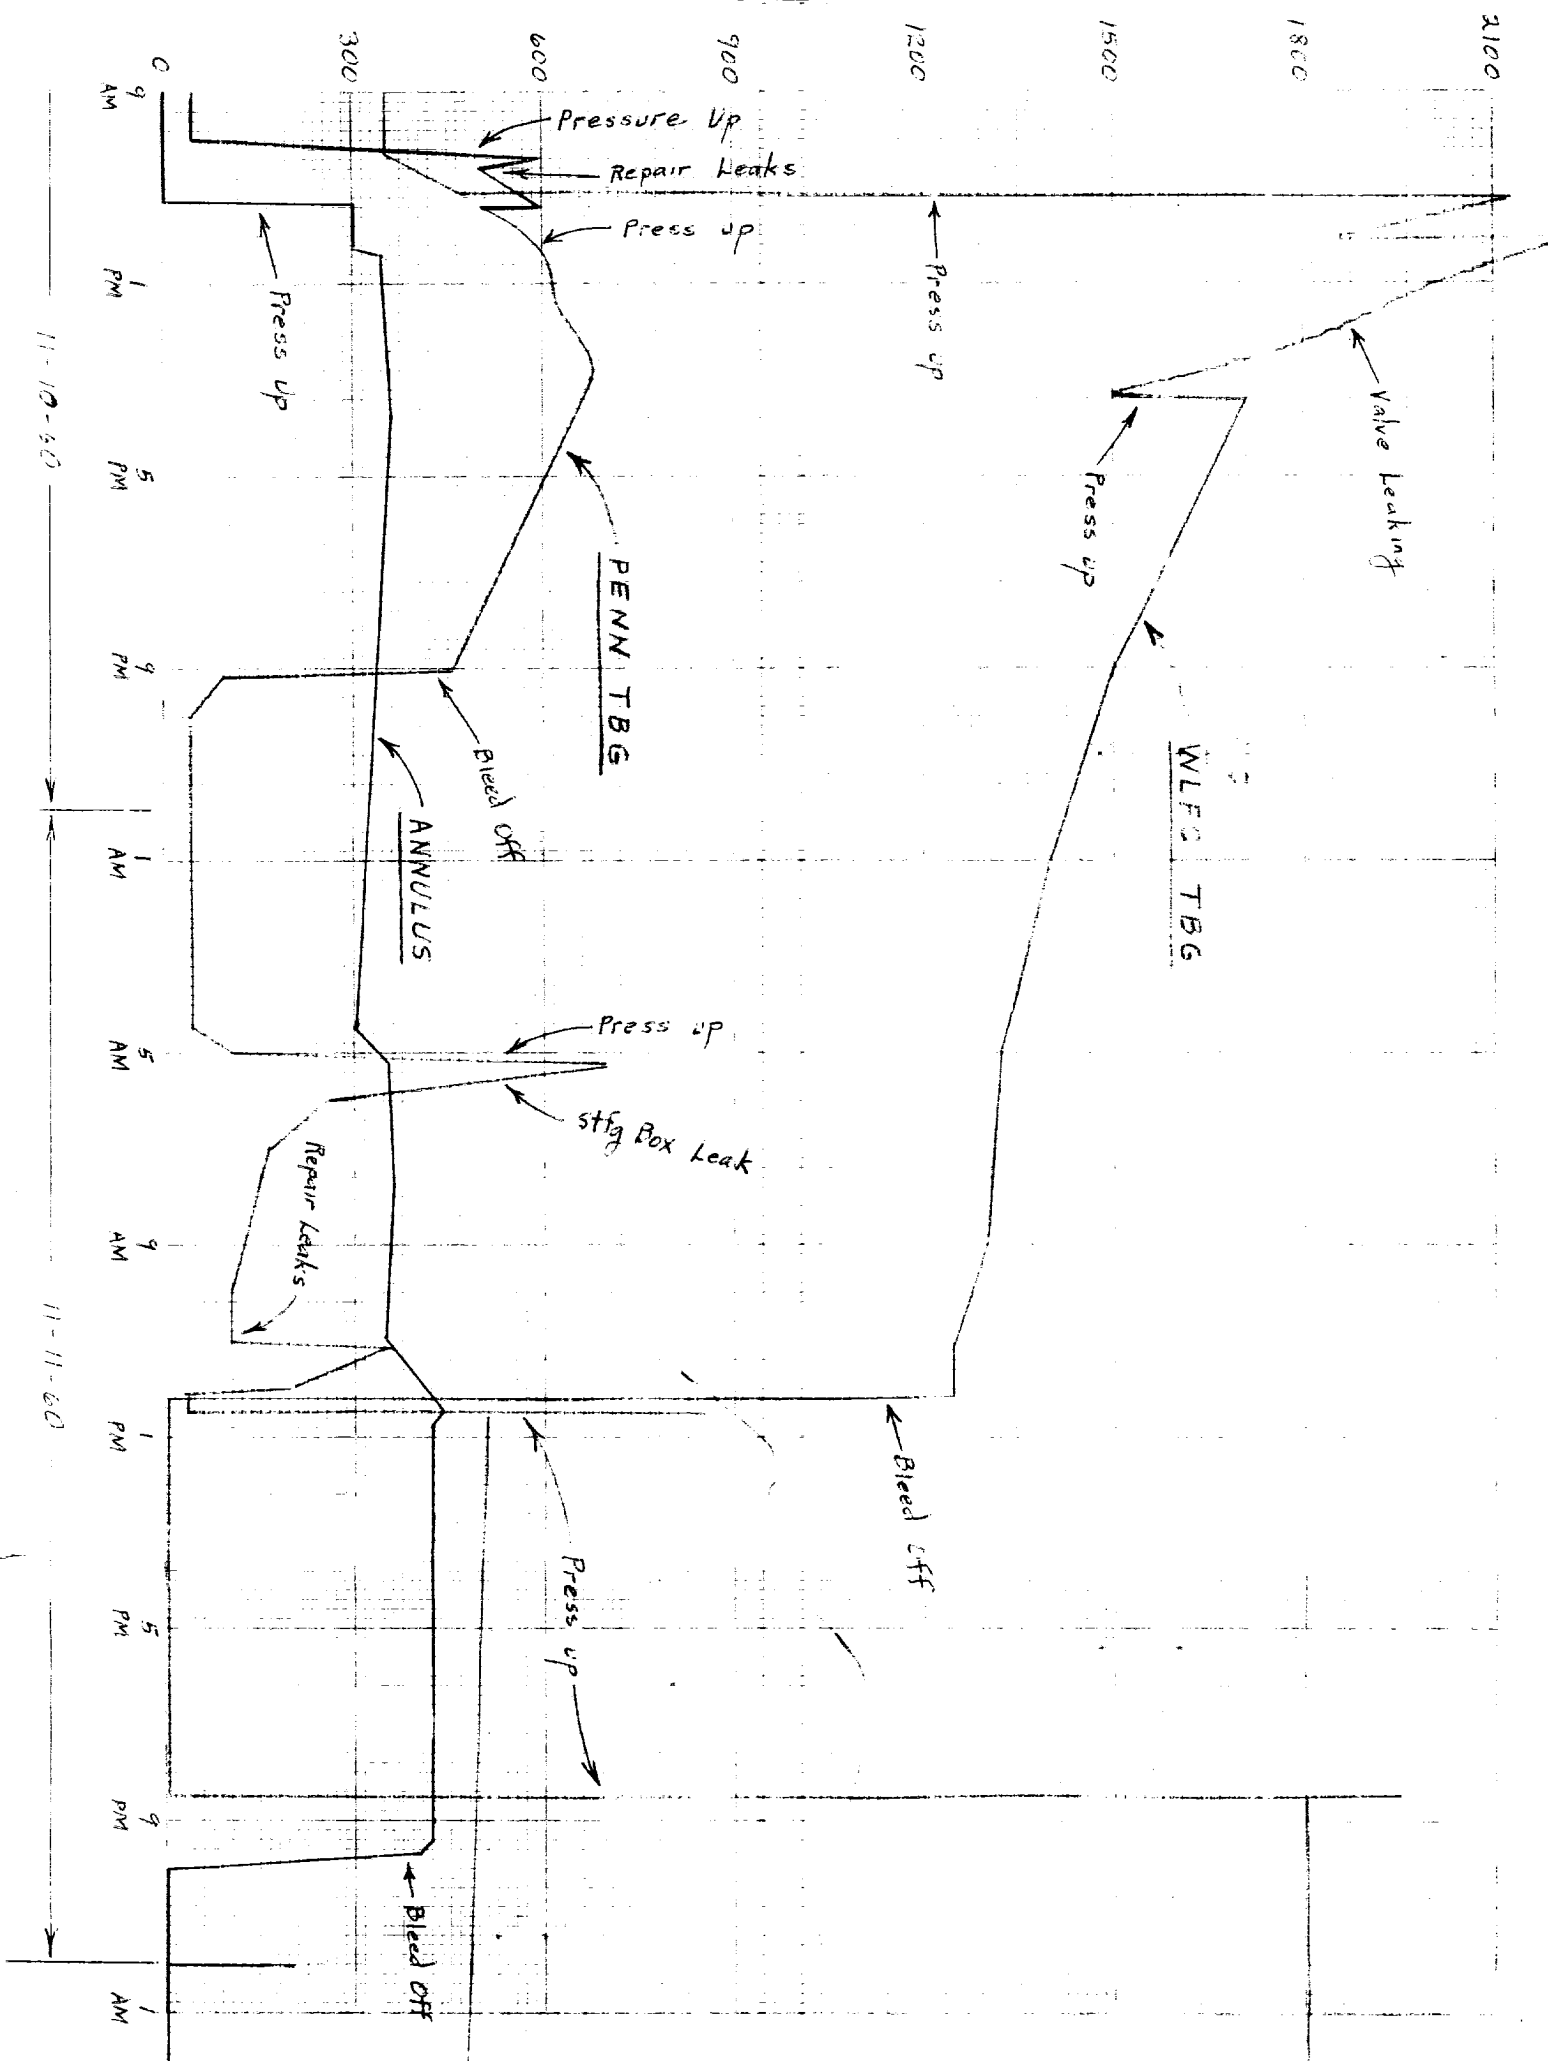 2100
1800
1500
1200
900
600
300
0
9 AM
1 PM
5 PM
9 PM
1 AM
5 AM
9 AM
1 PM
5 PM
9 PM
1 AM
11-10-60
11-11-60
Pressure Up
Repair Leaks
Press up
Press up
Press up
Valve Leaking
Press up
WLFC TBG
PENN TBG
Bleed Off
ANNULUS
Press up
Stfg Box Leak
Repair Leaks
Bleed Off
Press up
Bleed Off